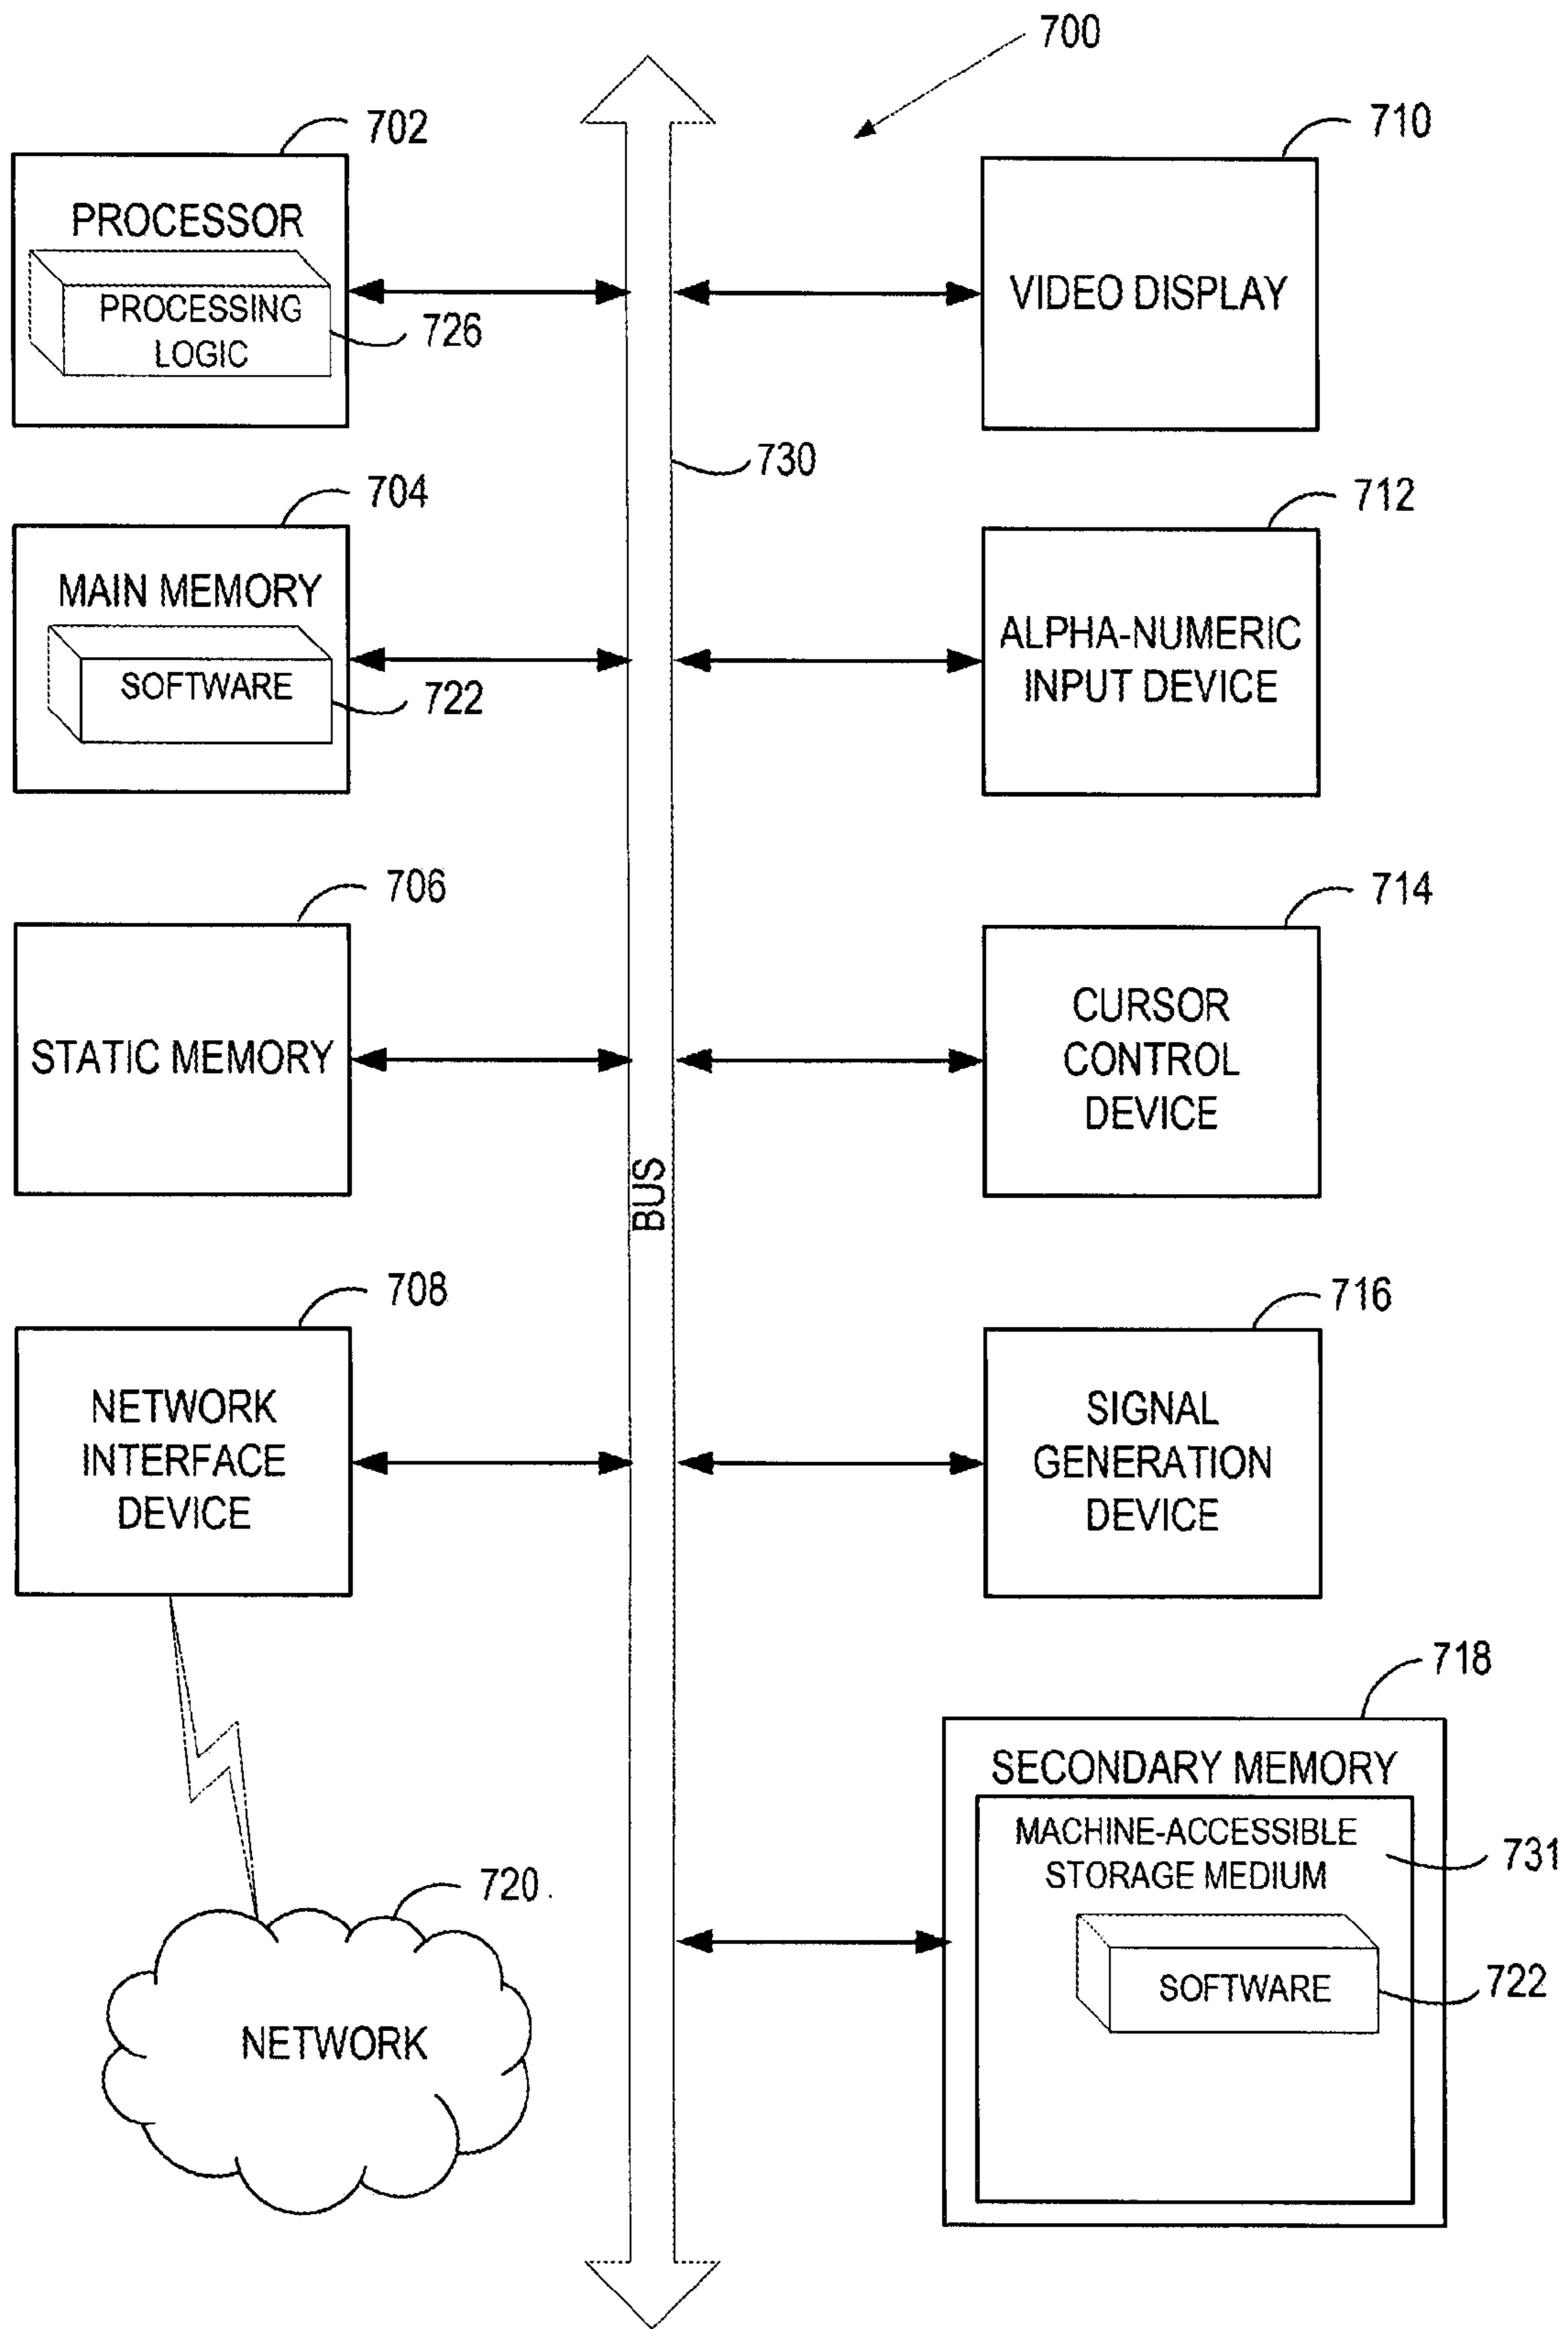 700
702
PROCESSOR
PROCESSING
LOGIC
726
710
VIDEO DISPLAY
730
704
MAIN MEMORY
SOFTWARE
722
712
ALPHA-NUMERIC
INPUT DEVICE
706
STATIC MEMORY
714
CURSOR
CONTROL
DEVICE
BUS
708
NETWORK
INTERFACE
DEVICE
716
SIGNAL
GENERATION
DEVICE
720
NETWORK
718
SECONDARY MEMORY
MACHINE-ACCESSIBLE
STORAGE MEDIUM
731
SOFTWARE
722